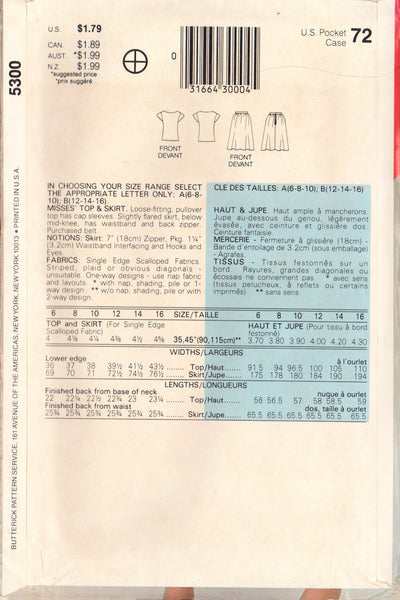 5300
BUTTERICK PATTERN SERVICE, 161 AVENUE OF THE AMERICAS, NEW YORK, NEW YORK 10013 • PRINTED IN U.S.A.
U.S. $1.79
CAN. $1.89
AUST. *$1.99
N.Z. *$1.99
*suggested price
*prix suggéré
0
31664 30004
U.S. Pocket
Case 72
FRONT
DEVANT
FRONT
DEVANT
IN CHOOSING YOUR SIZE RANGE SELECT
THE APPROPRIATE LETTER ONLY: A(6-8-
10); B(12-14-16)
MISSES' TOP & SKIRT. Loose-fitting, pullover
top has cap sleeves. Slightly flared skirt, below
mid-knee, has waistband and back zipper.
Purchased belt.
NOTIONS: Skirt: 7" (18cm) Zipper, Pkg. 1¼"
(3.2cm) Waistband Interfacing and Hooks and
Eyes.
FABRICS: Single Edge Scalloped Fabrics.
Striped, plaid or obvious diagonals -
unsuitable. One-way designs - use nap fabric
and layouts. * with nap, shading, pile or 1-
way design. ** w/o nap, shading, pile or with
2-way design.
CLE DES TAILLES: A(6-8-10); B(12-14-16)
HAUT & JUPE. Haut ample à mancherons.
Jupe au-dessous du genou, légèrement
évasée, avec ceinture et glissière dos.
Ceinture fantaisie.
MERCERIE - Fermeture à glissière (18cm) -
Bande d'entoilage de 3.2cm (sous emballage)
- Agrafes.
TISSUS - Tissus festonnés sur un
bord. Rayures, grandes diagonales ou
écossais ne conviennent pas. * avec sens
(tissus pelucheux, à reflets ou certains
imprimés) ** sans sens.
6 8 10 12 14 16 SIZE/TAILLE 6 8 10 12 14 16
TOP and SKIRT (For Single Edge Scalloped Fabric) HAUT ET JUPE (Pour tissu à bord festonné)
4 4⅛ 4¼ 4⅜ 4½ 4¾ 35,45"(90,115cm)** 3.70 3.80 3.90 4.00 4.20 4.30
WIDTHS/LARGEURS
Lower edge à l'ourlet
36 37 38 39½ 41½ 43½ ..... Top/Haut ..... 91.5 94 96.5 100 105 110
69 70 71 72½ 74½ 76½ ..... Skirt/Jupe ..... 175 178 180 184 190 194
LENGTHS/LONGUEURS
Finished back from base of neck nuque à ourlet
22 22¼ 22½ 22¾ 23 23¼ ..... Top/Haut ..... 56 56.5 57 58 58.5 59
Finished back from waist dos, taille à ourlet
25¾ 25¾ 25¾ 25¾ 25¾ 25¾ ..... Skirt/Jupe ..... 65.5 65.5 65.5 65.5 65.5 65.5